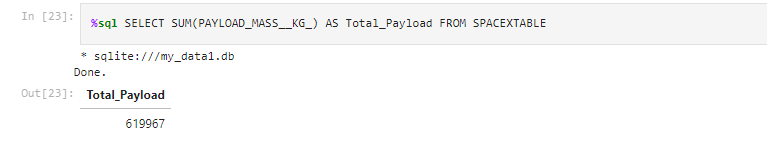 In [23]: %sql SELECT SUM(PAYLOAD_MASS__KG_) AS Total_Payload FROM SPACEXTABLE
* sqlite:///my_data1.db
Done.
Out[23]: Total_Payload
619967